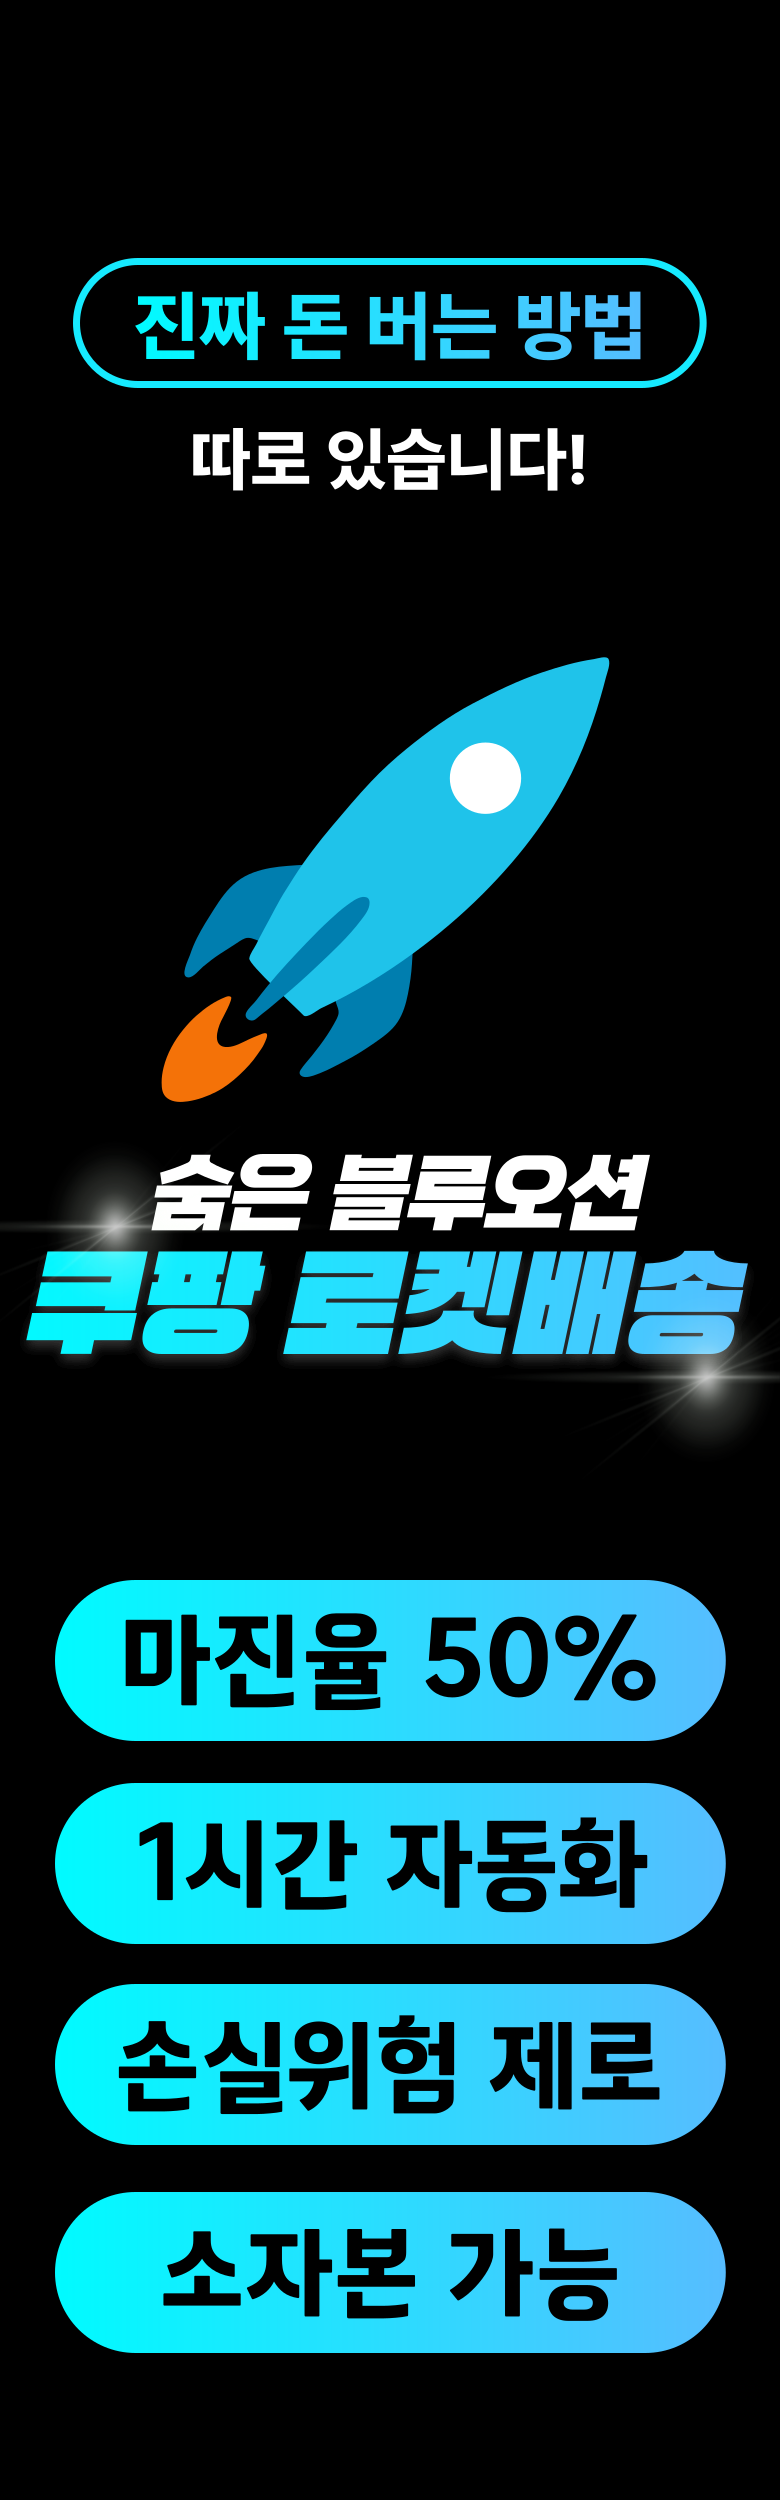 진짜 돈 버는 방법
따로 있습니다!
숨은 블루오션
쿠팡 로켓배송
마진율 50%
1시간 자동화
손실위험 제로
소자본 가능